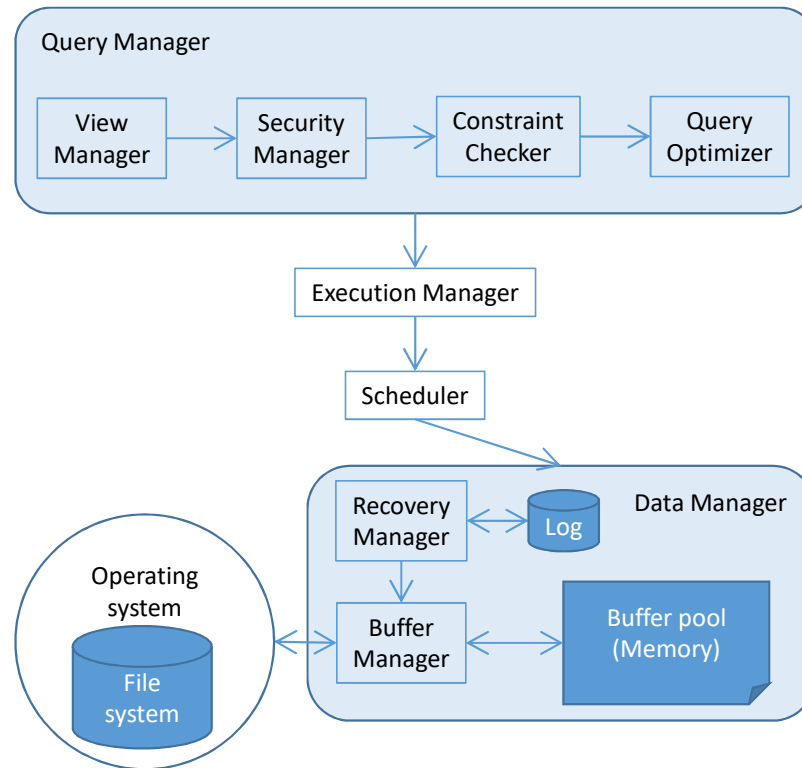 Query Manager
View
Manager
Security
Manager
Constraint
Checker
Query
Optimizer
Execution Manager
Scheduler
Data Manager
Recovery
Manager
Log
Operating
system
File
system
Buffer
Manager
Buffer pool
(Memory)